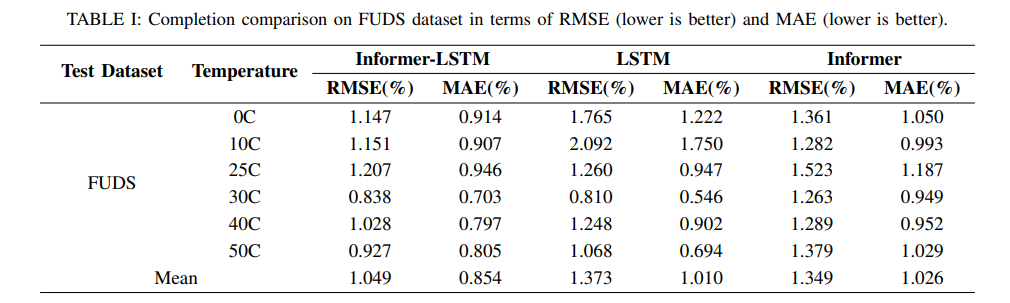 TABLE I: Completion comparison on FUDS dataset in terms of RMSE (lower is better) and MAE (lower is better).
Test Dataset Temperature Informer-LSTM LSTM Informer
RMSE(%) MAE(%) RMSE(%) MAE(%) RMSE(%) MAE(%)
FUDS
0C 1.147 0.914 1.765 1.222 1.361 1.050
10C 1.151 0.907 2.092 1.750 1.282 0.993
25C 1.207 0.946 1.260 0.947 1.523 1.187
30C 0.838 0.703 0.810 0.546 1.263 0.949
40C 1.028 0.797 1.248 0.902 1.289 0.952
50C 0.927 0.805 1.068 0.694 1.379 1.029
Mean 1.049 0.854 1.373 1.010 1.349 1.026